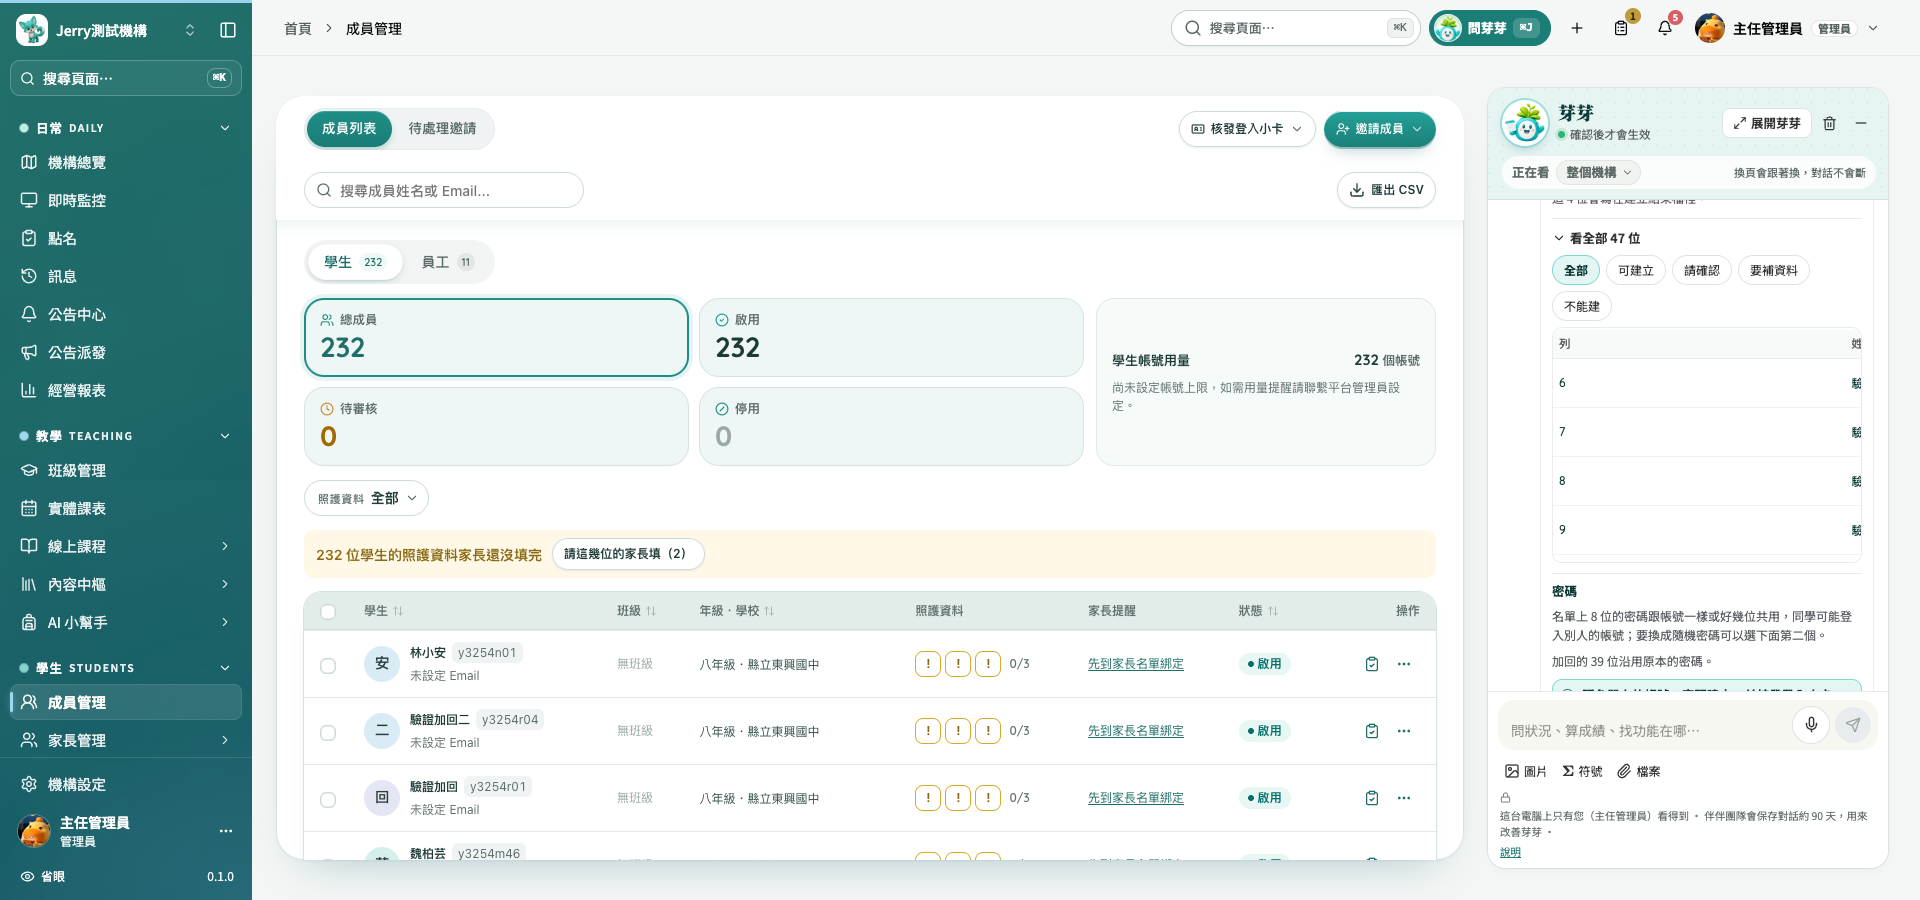 Jerry測試機構
搜尋頁面⋯
⌘K
日常 DAILY
機構總覽
即時監控
點名
訊息
公告中心
公告派發
經營報表
教學 TEACHING
班級管理
實體課表
線上課程
內容中樞
AI 小幫手
學生 STUDENTS
成員管理
家長管理
機構設定
主任管理員
管理員
省眼
0.1.0
首頁
成員管理
搜尋頁面⋯
⌘K
問芽芽
⌘J
1
5
主任管理員
管理員
成員列表
待處理邀請
核發登入小卡
邀請成員
搜尋成員姓名或 Email...
匯出 CSV
學生 232
員工 11
總成員
232
啟用
232
待審核
0
停用
0
學生帳號用量
232 個帳號
尚未設定帳號上限，如需用量提醒請聯繫平台管理員設
定。
照護資料 全部
232 位學生的照護資料家長還沒填完
請這幾位的家長填（2）
學生
班級
年級・學校
照護資料
家長提醒
狀態
操作
安
林小安 y3254n01
未設定 Email
無班級
八年級・縣立東興國中
! ! ! 0/3
先到家長名單綁定
啟用
二
驗證加回二 y3254r04
未設定 Email
無班級
八年級・縣立東興國中
! ! ! 0/3
先到家長名單綁定
啟用
回
驗證加回 y3254r01
未設定 Email
無班級
八年級・縣立東興國中
! ! ! 0/3
先到家長名單綁定
啟用
魏柏芸 y3254m46
芽芽
確認後才會生效
展開芽芽
正在看
整個機構
換頁會跟著換，對話不會斷
看全部 47 位
全部
可建立
請確認
要補資料
不能建
列
姓
6
驗
7
驗
8
驗
9
驗
密碼
名單上 8 位的密碼跟帳號一樣或好幾位共用，同學可能登
入別人的帳號；要換成隨機密碼可以選下面第二個。
加回的 39 位沿用原本的密碼。
問狀況、算成績、找功能在哪⋯
圖片
符號
檔案
這台電腦上只有您（主任管理員）看得到 ・ 伴伴團隊會保存對話約 90 天，用來
改善芽芽 ・
說明